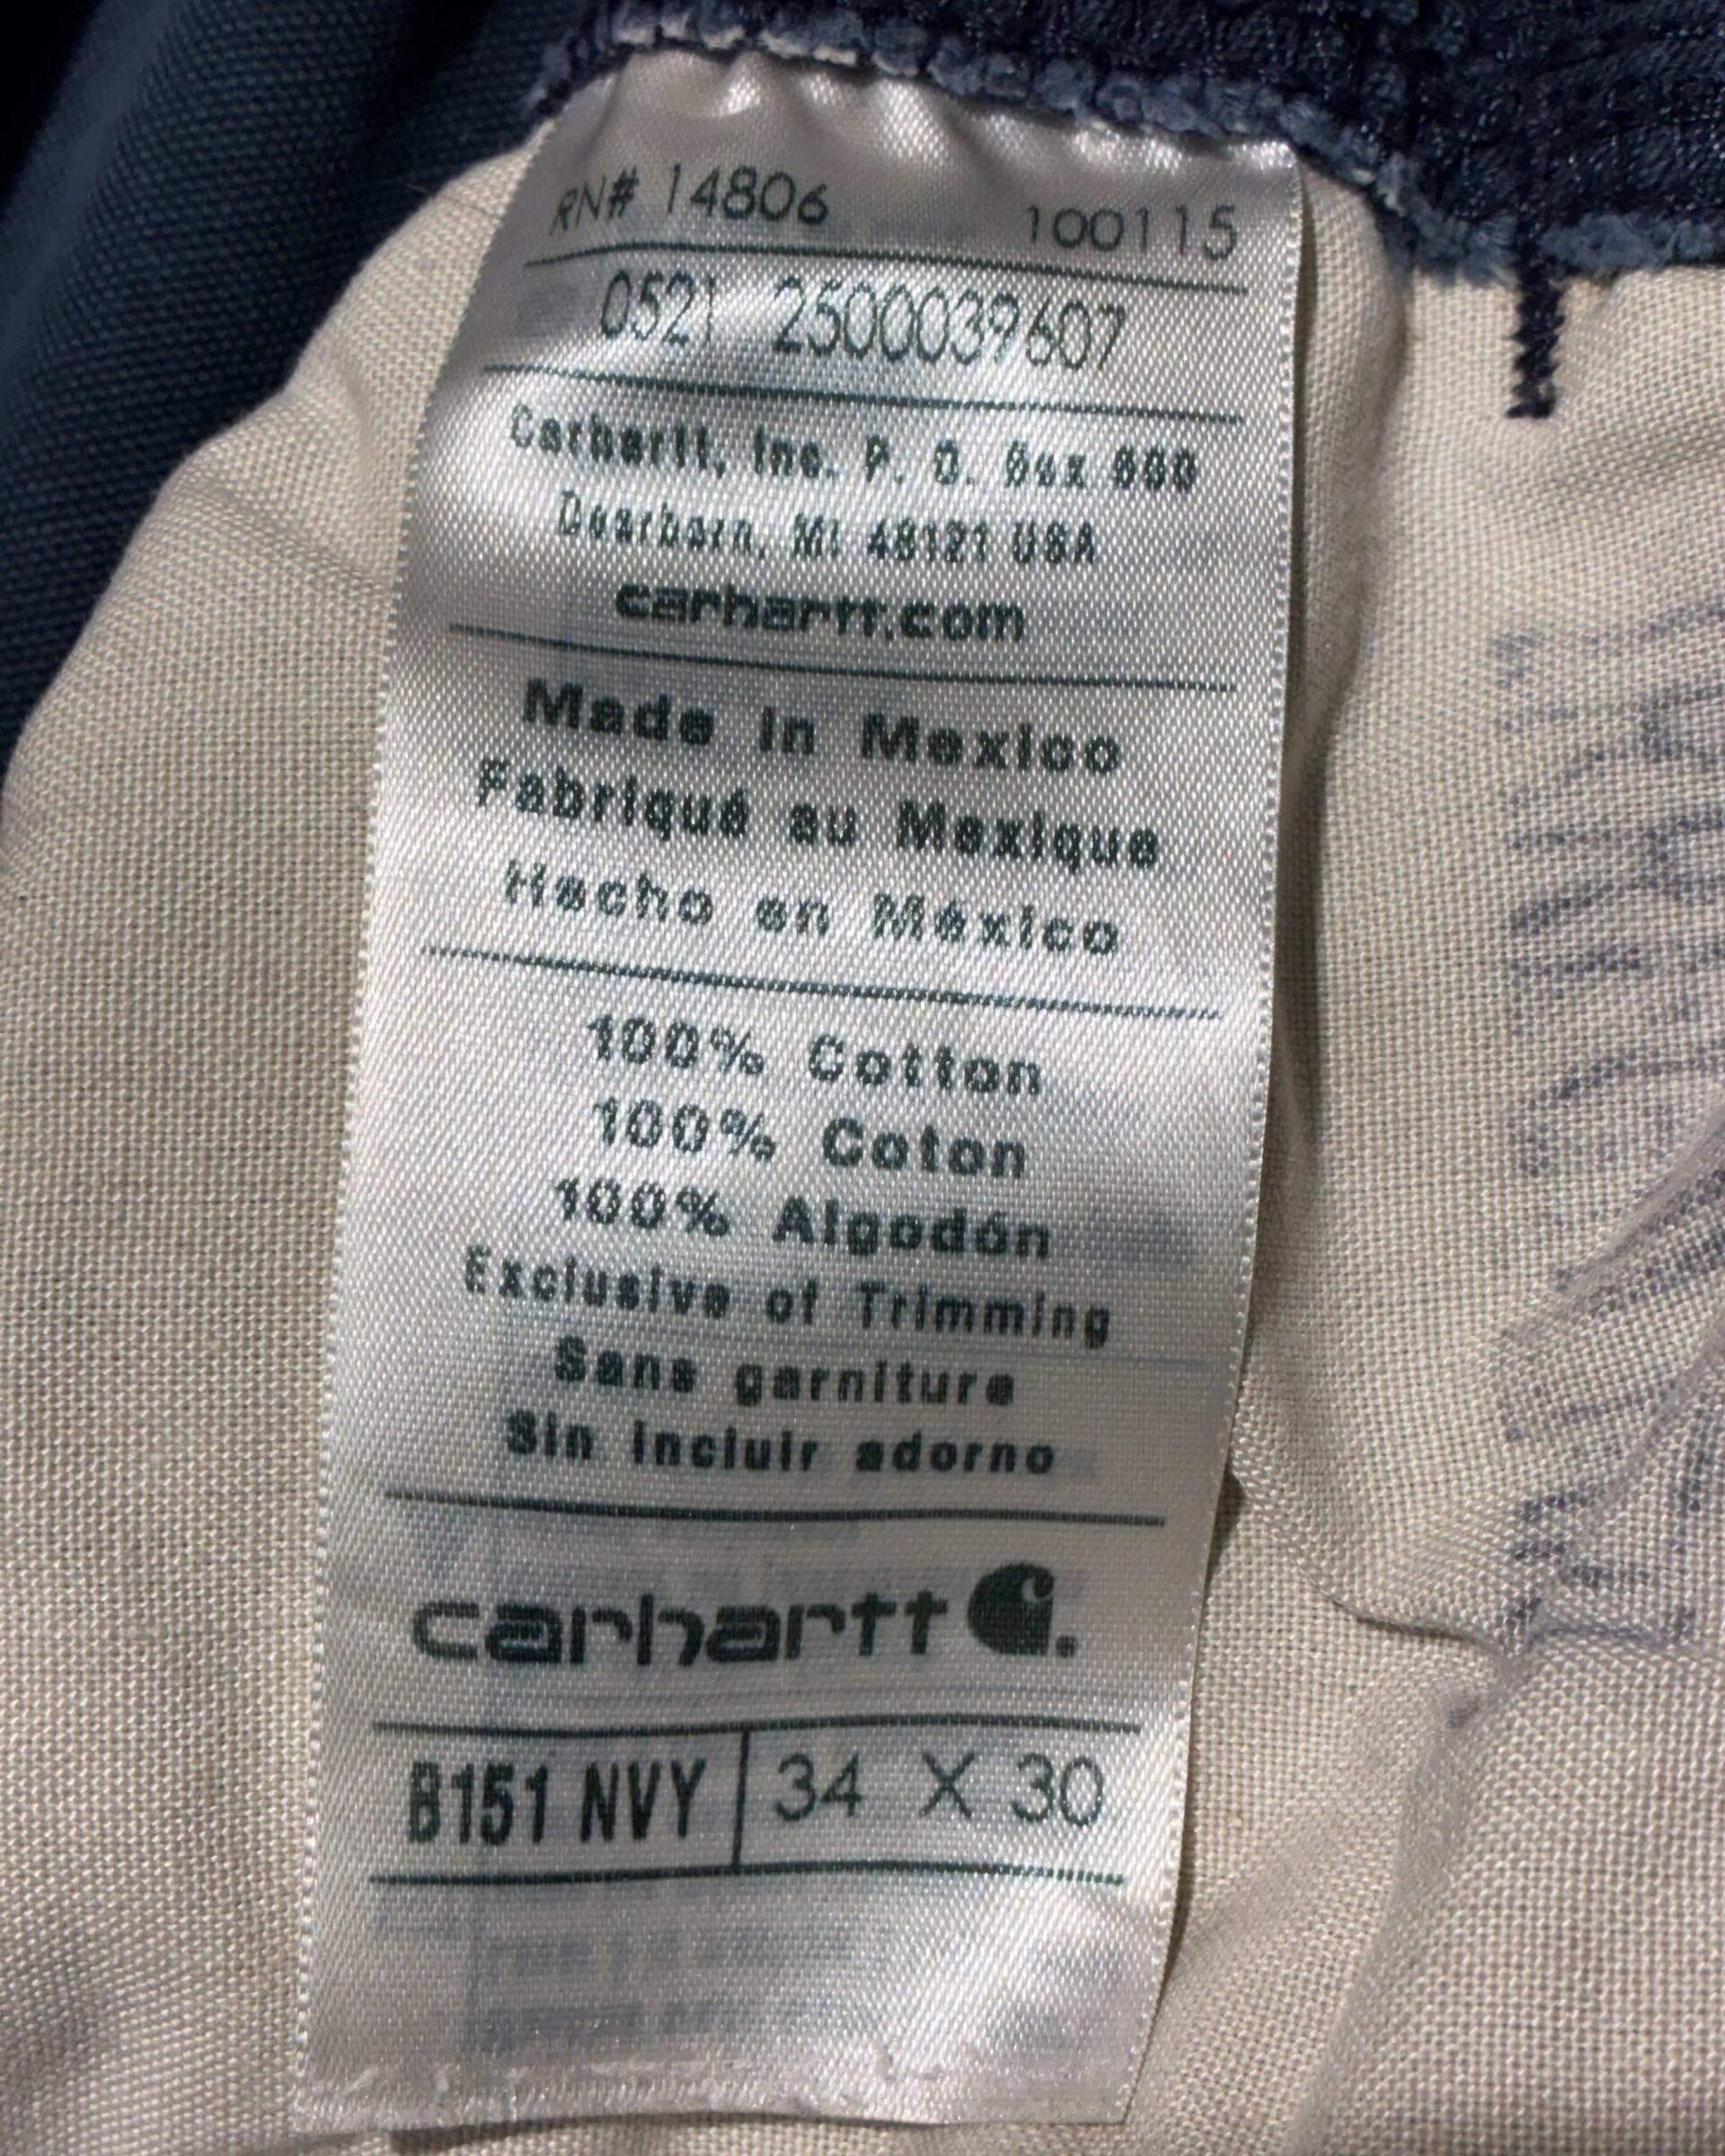 RN# 14806 100115
0521 2500039607
Carhartt, Inc. P. O. Box 600
Dearborn, MI 48121 USA
carhartt.com
Made in Mexico
Fabriqué au Mexique
Hecho en México
100% Cotton
100% Coton
100% Algodón
Exclusive of Trimming
Sans garniture
Sin incluir adorno
carhartt
B151 NVY 34 X 30